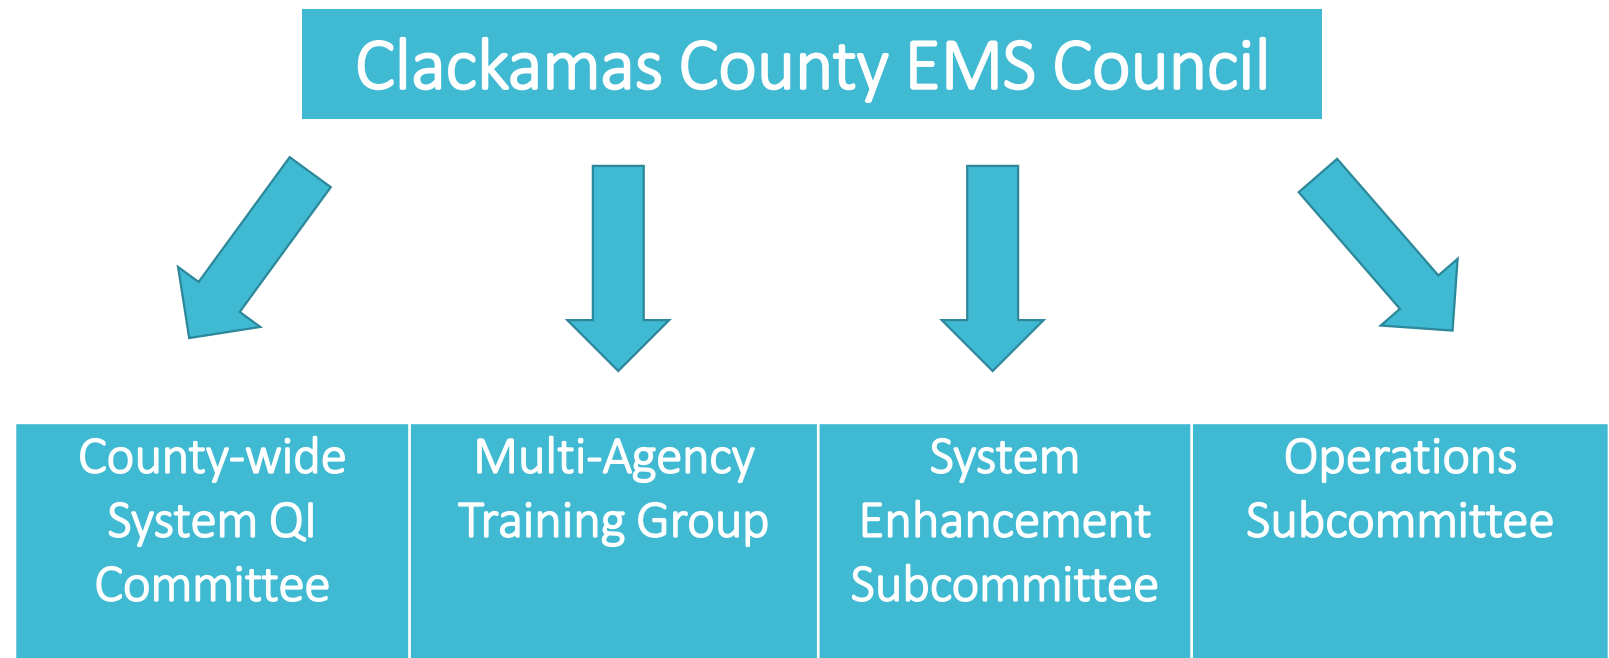 Clackamas County EMS Council
County-wide
System QI
Committee
Multi-Agency
Training Group
System
Enhancement
Subcommittee
Operations
Subcommittee